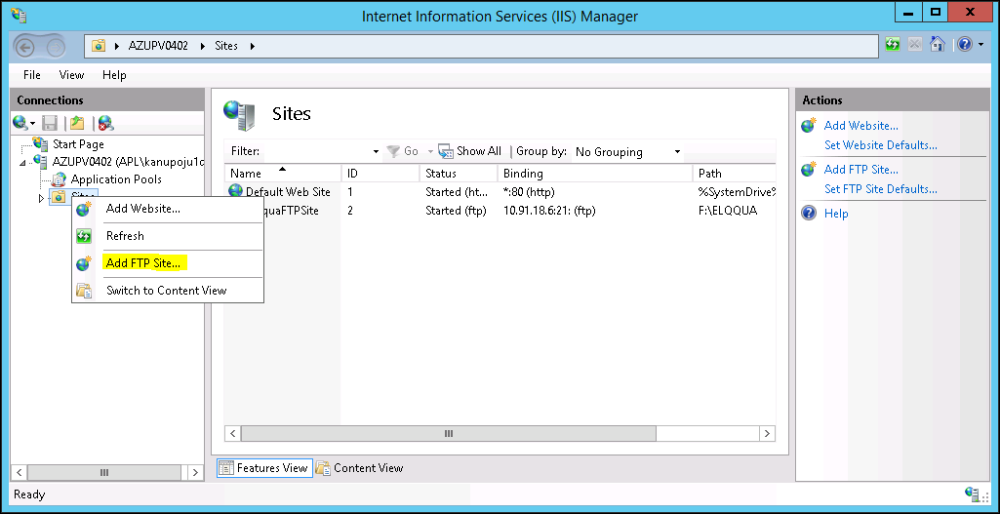 Internet Information Services (IIS) Manager
AZUPV0402 Sites
File View Help
Connections
Start Page
AZUPV0402 (APL\kanupoju1c
Application Pools
Add Website...
Refresh
Add FTP Site...
Switch to Content View
Sites
Filter: Go Show All Group by: No Grouping
Name ID Status Binding Path
Default Web Site 1 Started (ht... *:80 (http) %SystemDrive%
quaFTPSite 2 Started (ftp) 10.91.18.6:21: (ftp) F:\ELQQUA
Features View Content View
Actions
Add Website...
Set Website Defaults...
Add FTP Site...
Set FTP Site Defaults...
Help
Ready